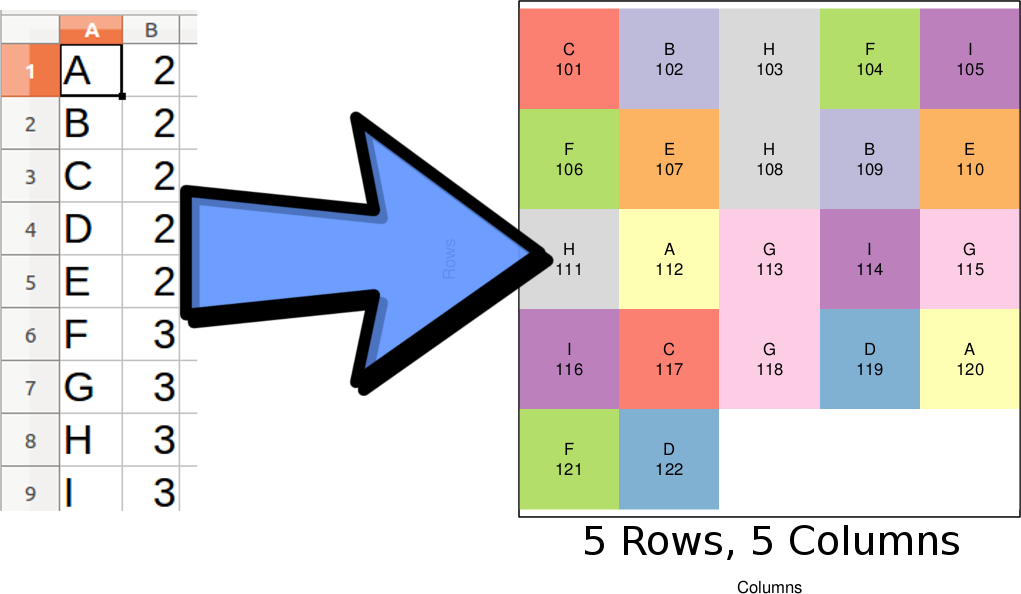 A B
1 A 2
2 B 2
3 C 2
4 D 2
5 E 2
6 F 3
7 G 3
8 H 3
9 I 3
Rows
C B H F I
101 102 103 104 105
F E H B E
106 107 108 109 110
H A G I G
111 112 113 114 115
I C G D A
116 117 118 119 120
F D
121 122
5 Rows, 5 Columns
Columns